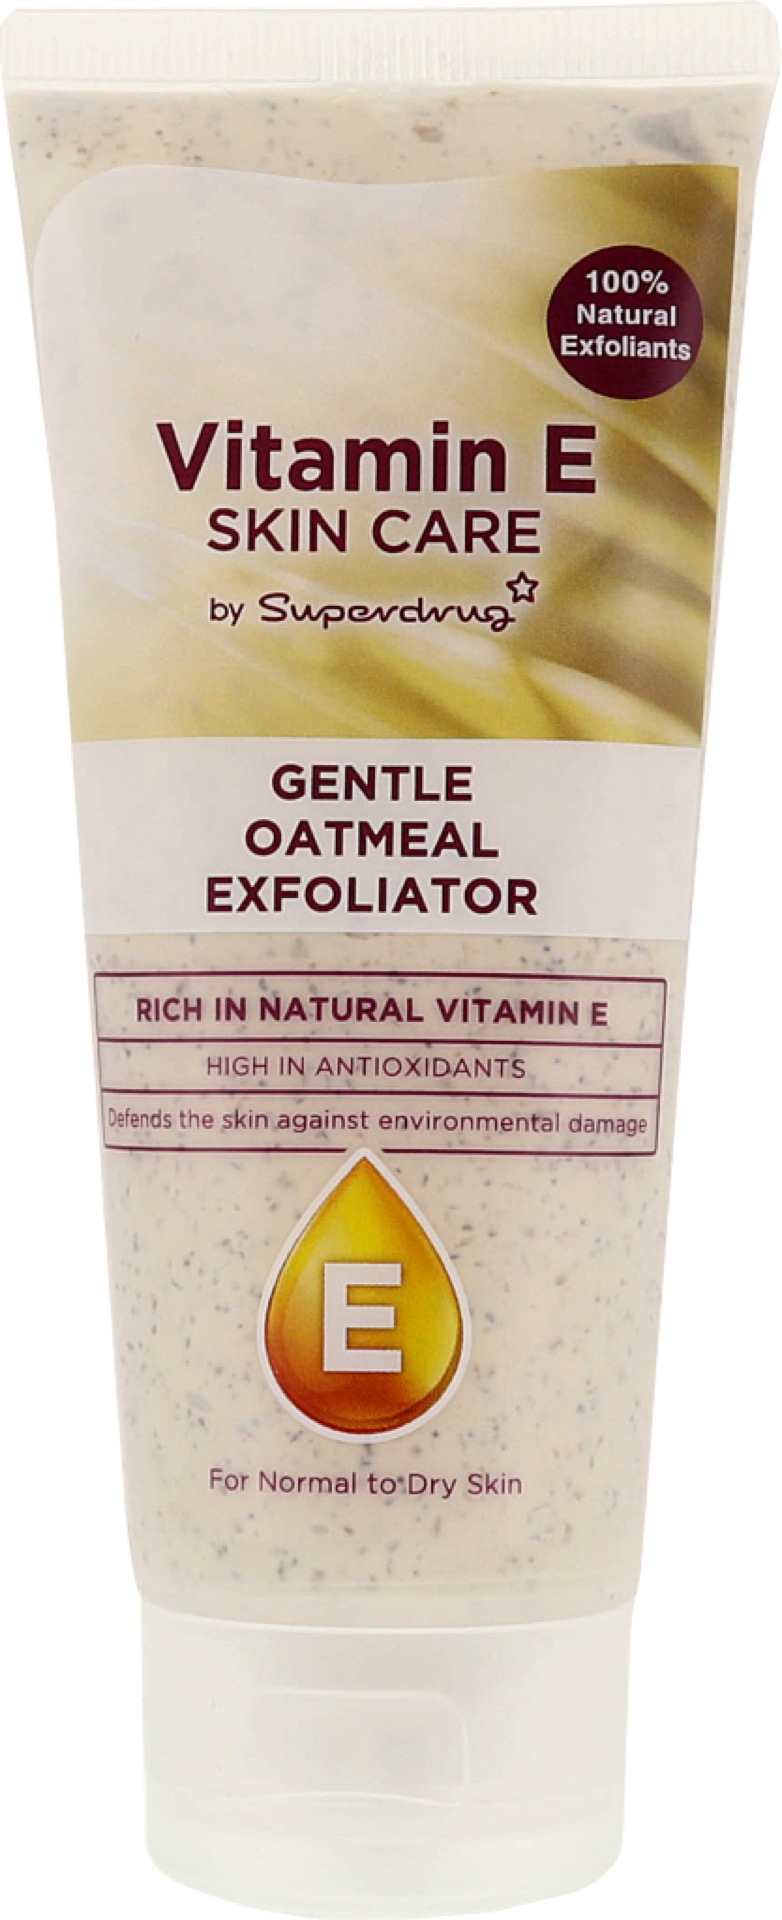 100%
Natural
Exfoliants
Vitamin E
SKIN CARE
by Superdrug
GENTLE
OATMEAL
EXFOLIATOR
RICH IN NATURAL VITAMIN E
HIGH IN ANTIOXIDANTS
Defends the skin against environmental damage
E
For Normal to Dry Skin